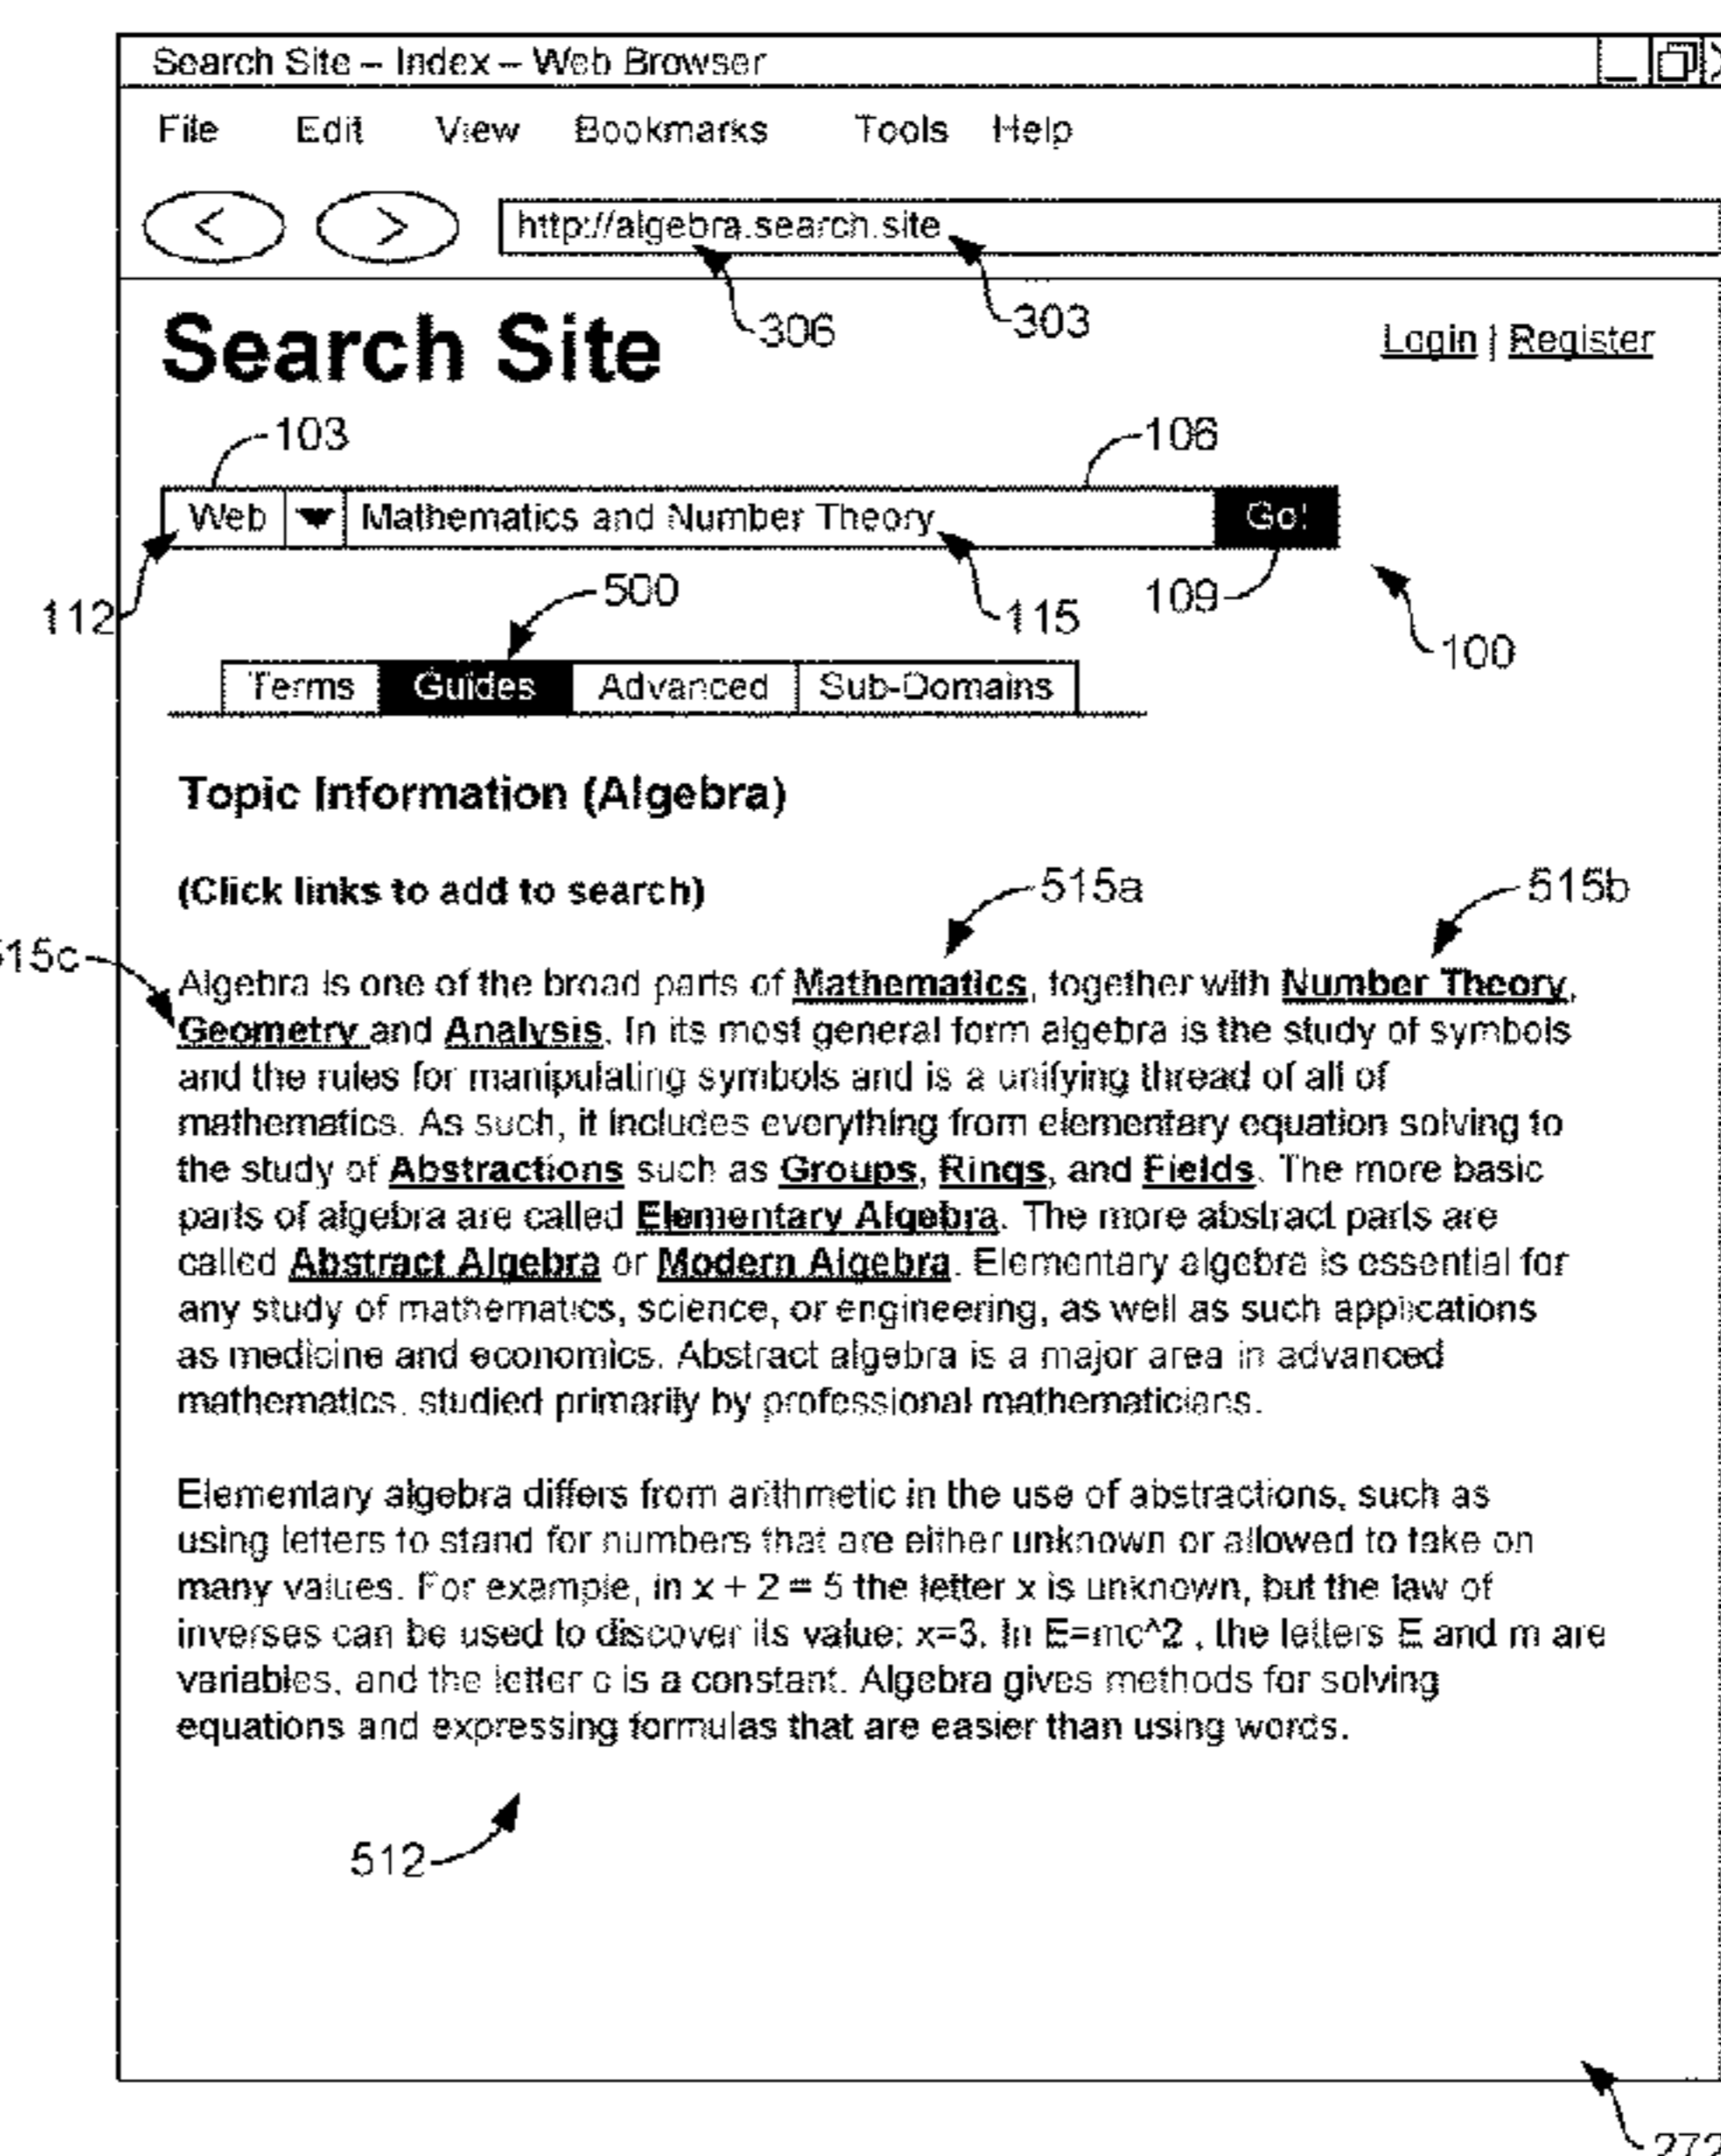 Search Site – Index – Web Browser
File Edit View Bookmarks Tools Help
< > http://algebra.search.site
306 303
Search Site Login | Register
103 106
Web Mathematics and Number Theory Go!
112 500 115 109 100
Terms Guides Advanced Sub-Domains
Topic Information (Algebra)
(Click links to add to search) 515a 515b
15c
Algebra is one of the broad parts of Mathematics, together with Number Theory,
Geometry and Analysis. In its most general form algebra is the study of symbols
and the rules for manipulating symbols and is a unifying thread of all of
mathematics. As such, it includes everything from elementary equation solving to
the study of Abstractions such as Groups, Rings, and Fields. The more basic
parts of algebra are called Elementary Algebra. The more abstract parts are
called Abstract Algebra or Modern Algebra. Elementary algebra is essential for
any study of mathematics, science, or engineering, as well as such applications
as medicine and economics. Abstract algebra is a major area in advanced
mathematics, studied primarily by professional mathematicians.
Elementary algebra differs from arithmetic in the use of abstractions, such as
using letters to stand for numbers that are either unknown or allowed to take on
many values. For example, in x + 2 = 5 the letter x is unknown, but the law of
inverses can be used to discover its value: x=3. In E=mc^2 , the letters E and m are
variables, and the letter c is a constant. Algebra gives methods for solving
equations and expressing formulas that are easier than using words.
512
272